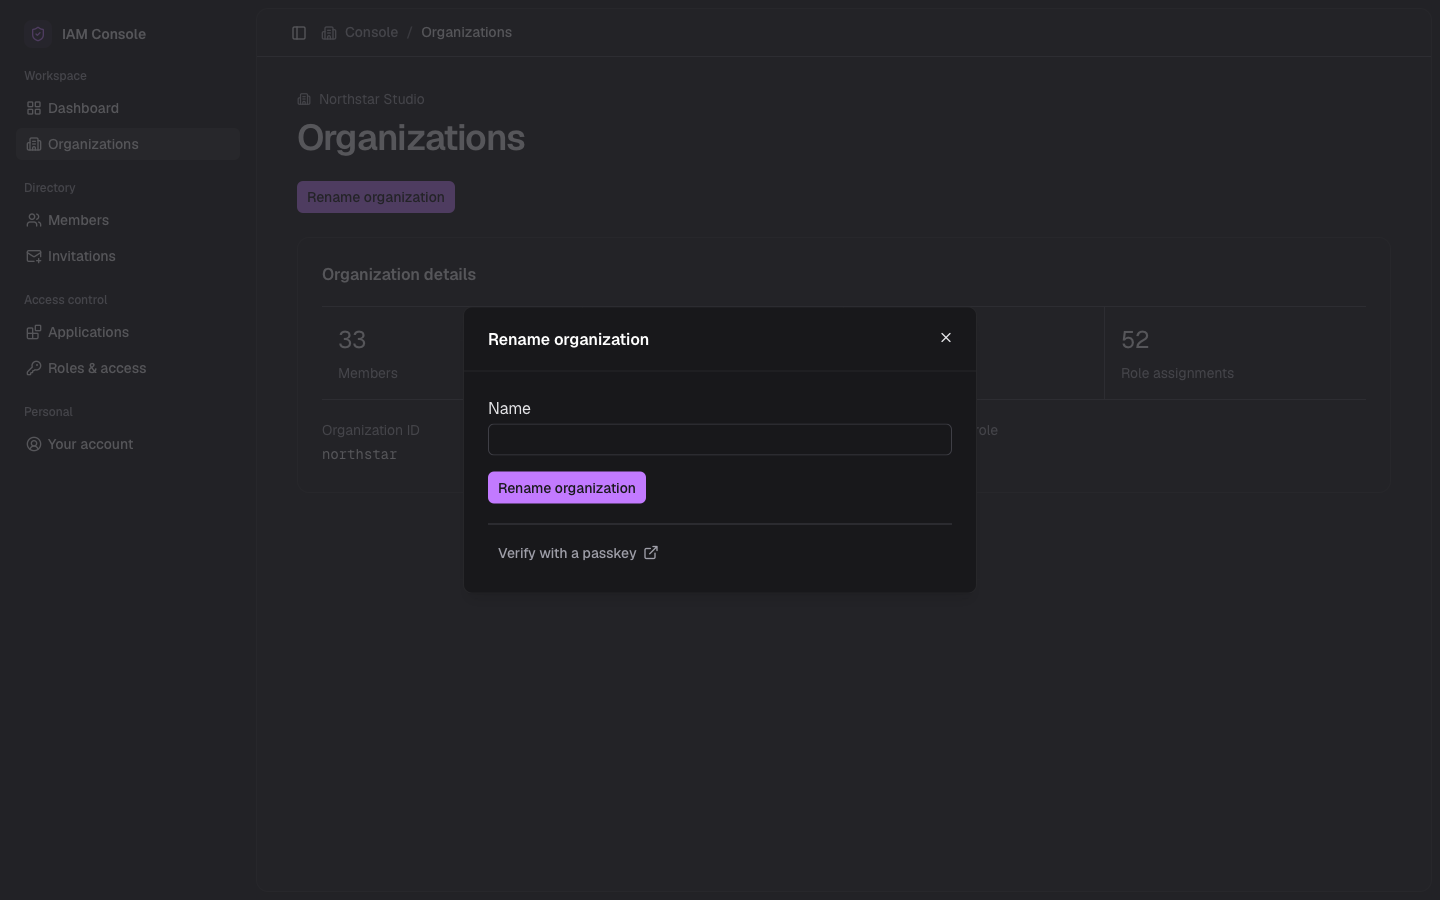 IAM Console
Workspace
Dashboard
Organizations
Directory
Members
Invitations
Access control
Applications
Roles & access
Personal
Your account
Console / Organizations
Northstar Studio
Organizations
Rename organization
Organization details
33
Members
52
Role assignments
Organization ID
northstar
role
Rename organization
Name
Rename organization
Verify with a passkey